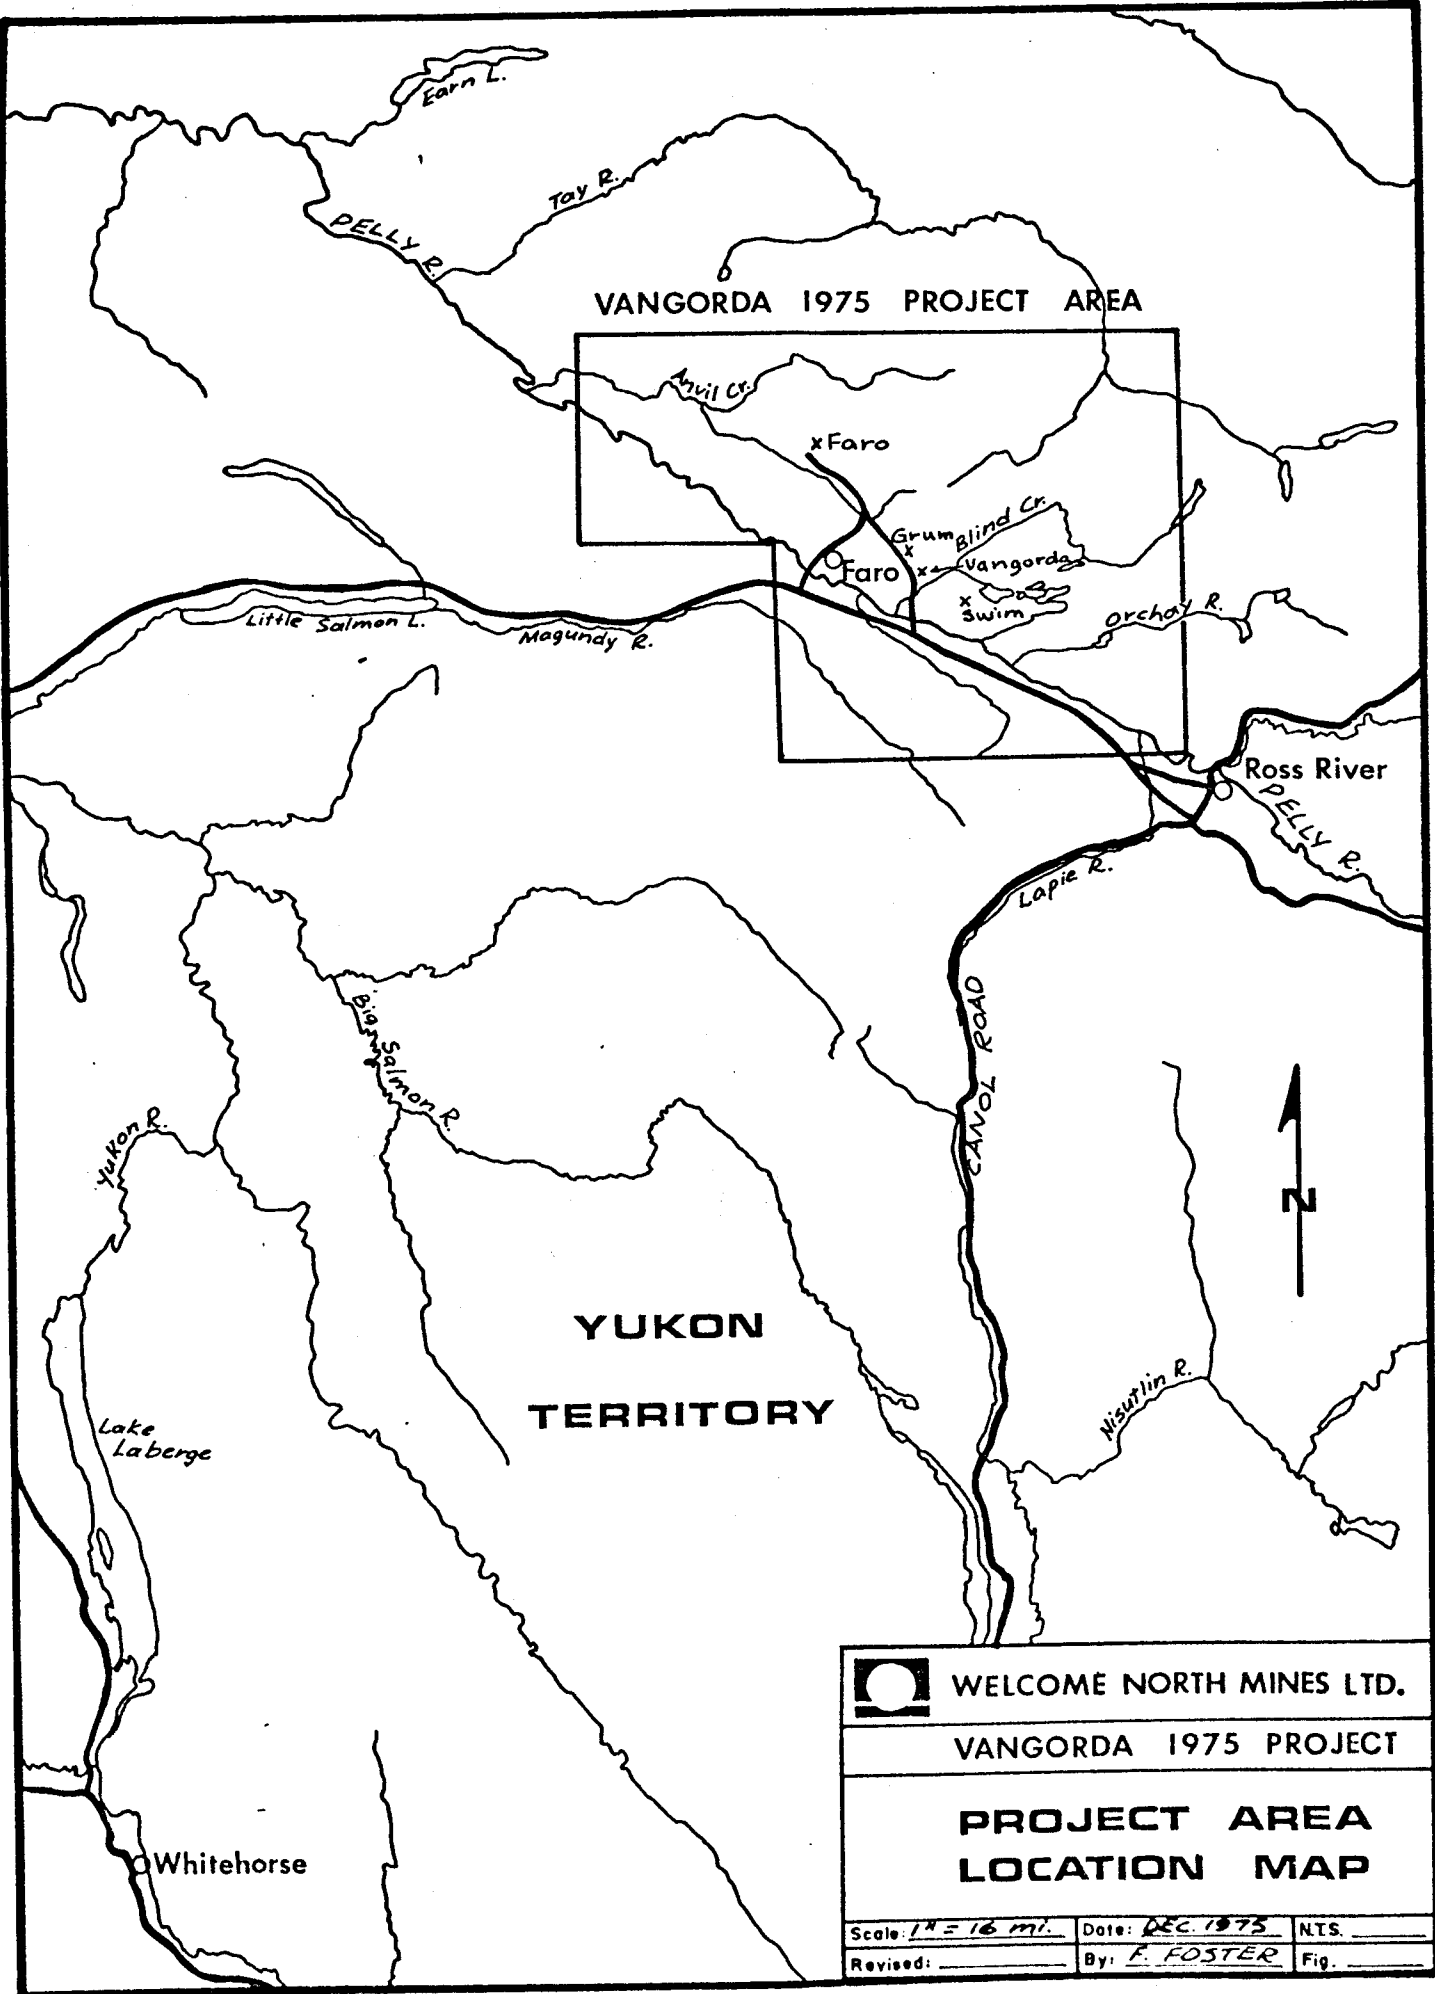 Earn L.
Tay R.
PELLY R.
VANGORDA 1975 PROJECT AREA
Anvil Cr.
xFaro
Grum
x
Blind Cr.
Faro
x
Vangorda
x
Swim
Orchay R.
Little Salmon L.
Magundy R.
Ross River
PELLY R.
Lapie R.
CANOL ROAD
Big Salmon R.
Yukon R.
N
YUKON
TERRITORY
Nisutlin R.
Lake
Laberge
Whitehorse
WELCOME NORTH MINES LTD.
VANGORDA 1975 PROJECT
PROJECT AREA
LOCATION MAP
Scale: 1" = 16 mi. Date: DEC. 1975 N.T.S.
Revised: By: F. FOSTER Fig.